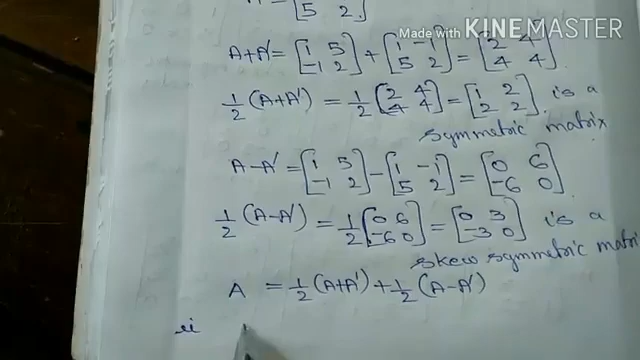 5 2]
Made with KINEMASTER
A+A' = [1 5 -1 2] + [1 -1 5 2] = [2 4 4 4]
1/2 (A+A') = 1/2 [2 4 4 4] = [1 2 2 2] is a
symmetric matrix
A-A' = [1 5 -1 2] - [1 -1 5 2] = [0 6 -6 0]
1/2 (A-A') = 1/2 [0 6 -6 0] = [0 3 -3 0] is a
skew symmetric matri
A = 1/2 (A+A') + 1/2 (A-A')